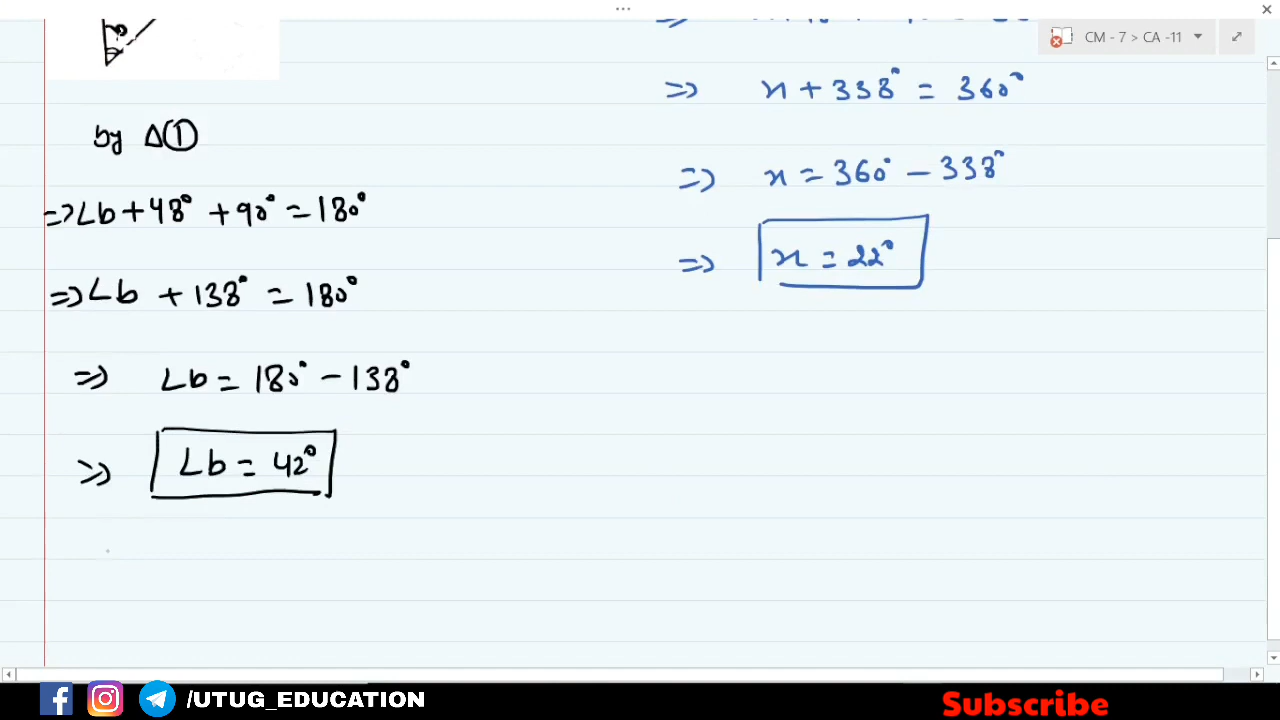 CM - 7 > CA -11
by Δ①
=> ∠b + 48° + 90° = 180°
=> ∠b + 138° = 180°
=> ∠b = 180° - 138°
=> ∠b = 42°
=> x + 338° = 360°
=> x = 360° - 338°
=> x = 22°
/UTUG_EDUCATION
Subscribe